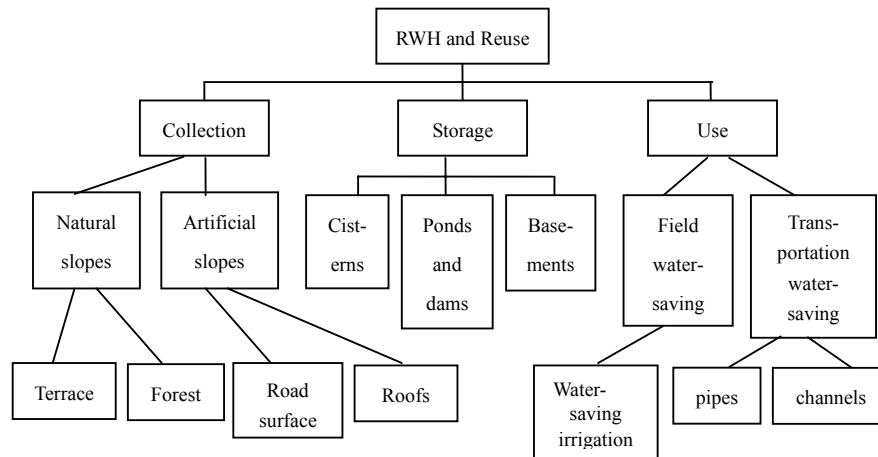 RWH and Reuse
Collection
Storage
Use
Natural
slopes
Artificial
slopes
Cist-
erns
Ponds
and
dams
Base-
ments
Field
water-
saving
Trans-
portation
water-
saving
Terrace
Forest
Road
surface
Roofs
Water-
saving
irrigation
pipes
channels